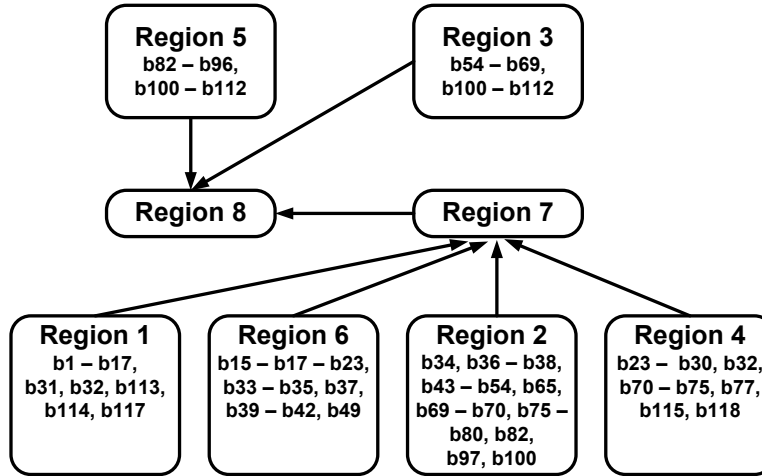 Region 5
b82 – b96,
b100 – b112
Region 3
b54 – b69,
b100 – b112
Region 8
Region 7
Region 1
b1 – b17,
b31, b32, b113,
b114, b117
Region 6
b15 – b17 – b23,
b33 – b35, b37,
b39 – b42, b49
Region 2
b34, b36 – b38,
b43 – b54, b65,
b69 – b70, b75 –
b80, b82,
b97, b100
Region 4
b23 – b30, b32,
b70 – b75, b77,
b115, b118